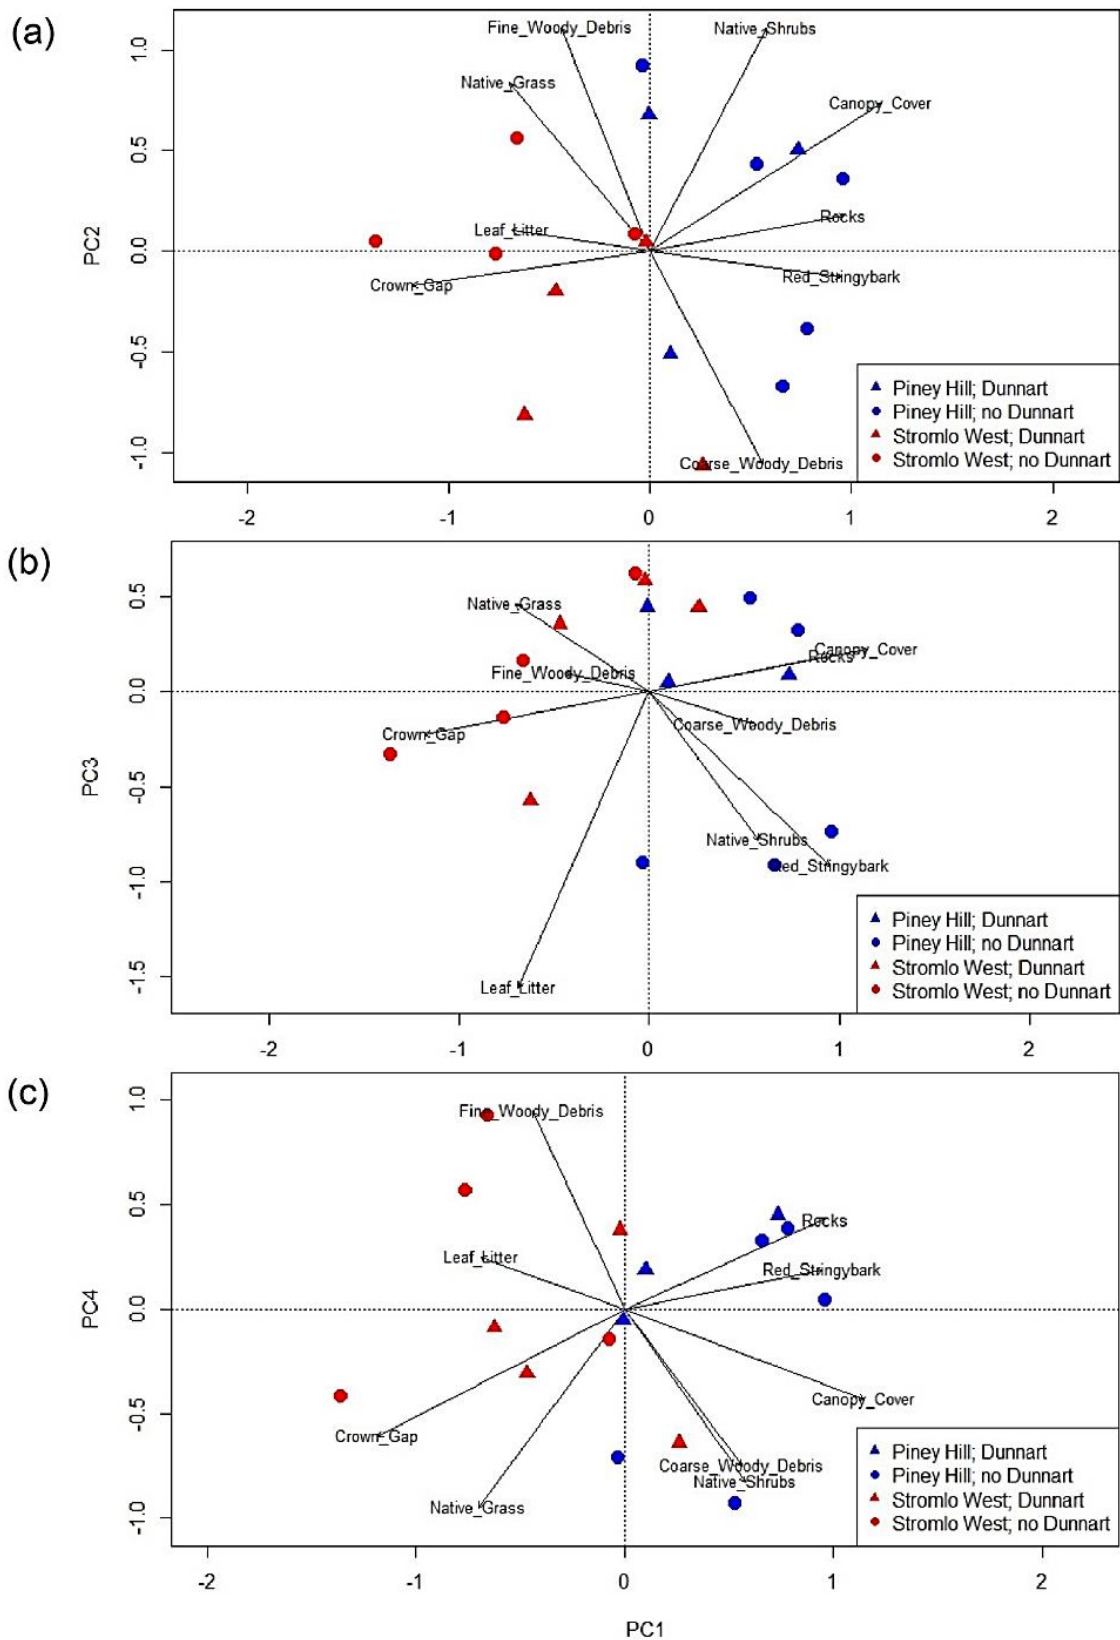 (a)
Fine_Woody_Debris
Native_Shrubs
Native_Grass
Canopy_Cover
Rocks
Leaf_Litter
Crown_Gap
Red_Stringybark
Coarse_Woody_Debris
PC2
1.0
0.5
0.0
-0.5
-1.0
-2 -1 0 1 2
Piney Hill; Dunnart
Piney Hill; no Dunnart
Stromlo West; Dunnart
Stromlo West; no Dunnart
(b)
Native_Grass
Canopy_Cover
Rocks
Fine_Woody_Debris
Coarse_Woody_Debris
Crown_Gap
Native_Shrubs
Red_Stringybark
Leaf_Litter
PC3
0.5
0.0
-0.5
-1.0
-1.5
-2 -1 0 1 2
Piney Hill; Dunnart
Piney Hill; no Dunnart
Stromlo West; Dunnart
Stromlo West; no Dunnart
(c)
Fine_Woody_Debris
Rocks
Leaf_Litter
Red_Stringybark
Canopy_Cover
Crown_Gap
Coarse_Woody_Debris
Native_Shrubs
Native_Grass
PC4
1.0
0.5
0.0
-0.5
-1.0
-2 -1 0 1 2
Piney Hill; Dunnart
Piney Hill; no Dunnart
Stromlo West; Dunnart
Stromlo West; no Dunnart
PC1